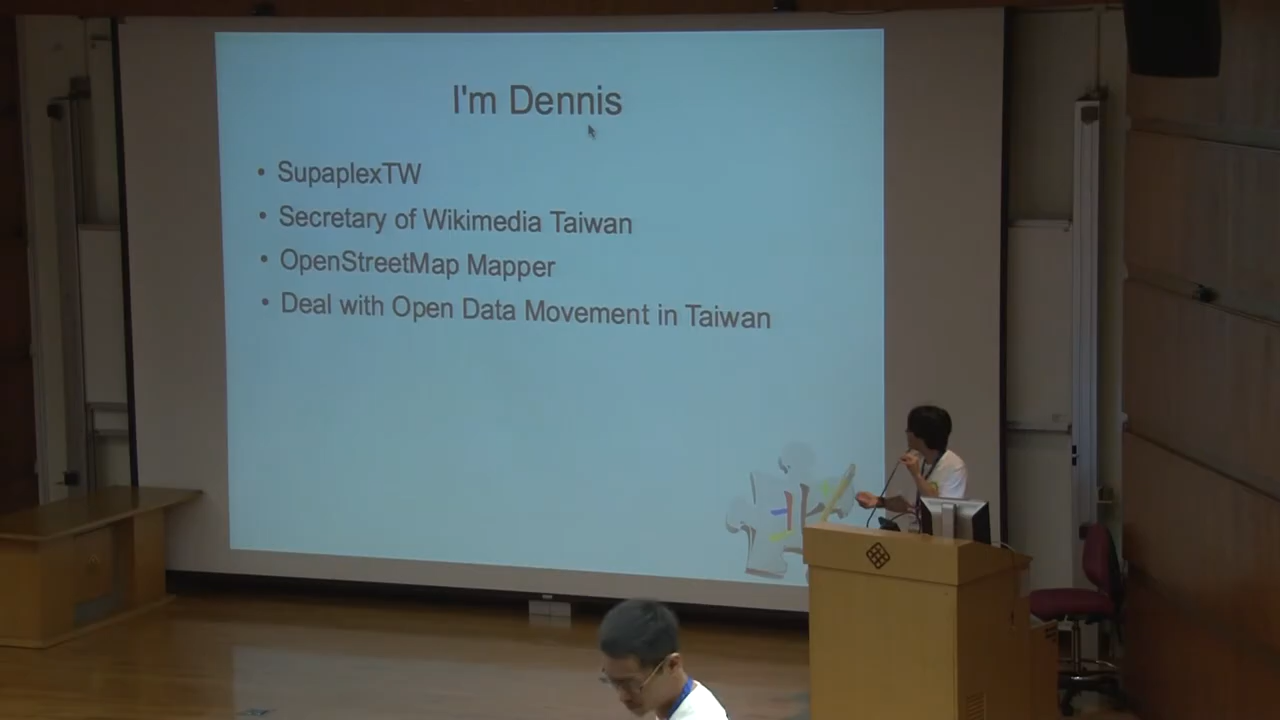 I'm Dennis
• SupaplexTW
• Secretary of Wikimedia Taiwan
• OpenStreetMap Mapper
• Deal with Open Data Movement in Taiwan